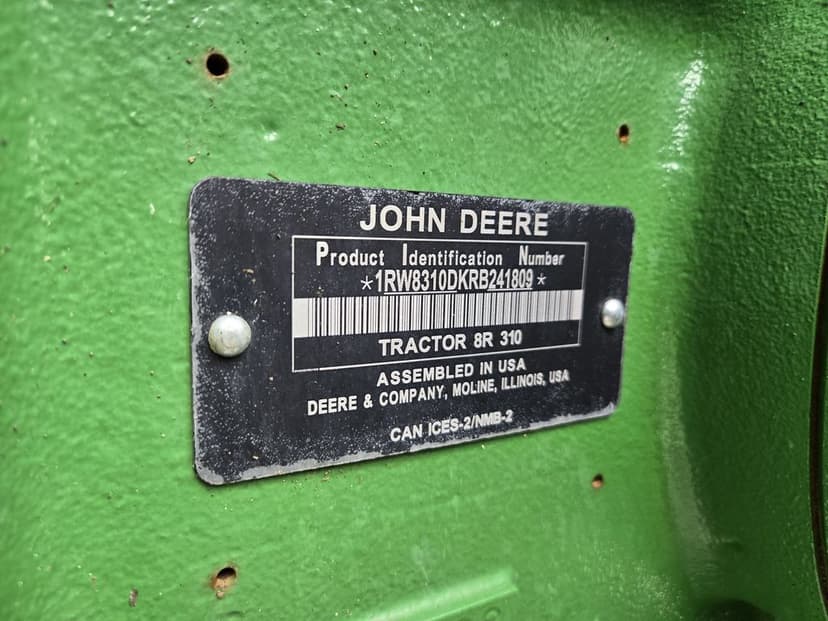 JOHN DEERE
Product Identification Number
*1RW8310DKRB241809*
TRACTOR 8R 310
ASSEMBLED IN USA
DEERE & COMPANY, MOLINE, ILLINOIS, USA
CAN ICES-2/NMB-2